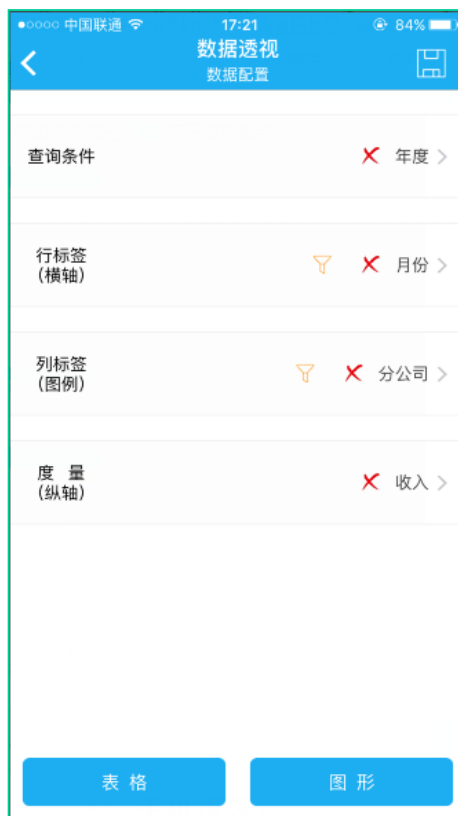 中国联通 17:21 84%
数据透视
数据配置
查询条件 年度
行标签
(横轴) 月份
列标签
(图例) 分公司
度 量
(纵轴) 收入
表 格 图 形